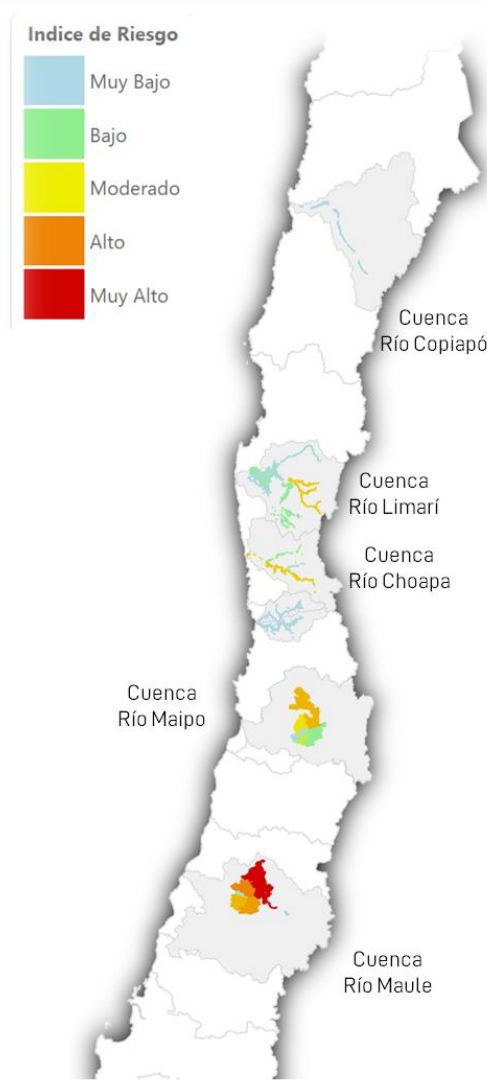 Indice de Riesgo
Muy Bajo
Bajo
Moderado
Alto
Muy Alto
Cuenca
Río Copiapó
Cuenca
Río Limarí
Cuenca
Río Choapa
Cuenca
Río Maipo
Cuenca
Río Maule